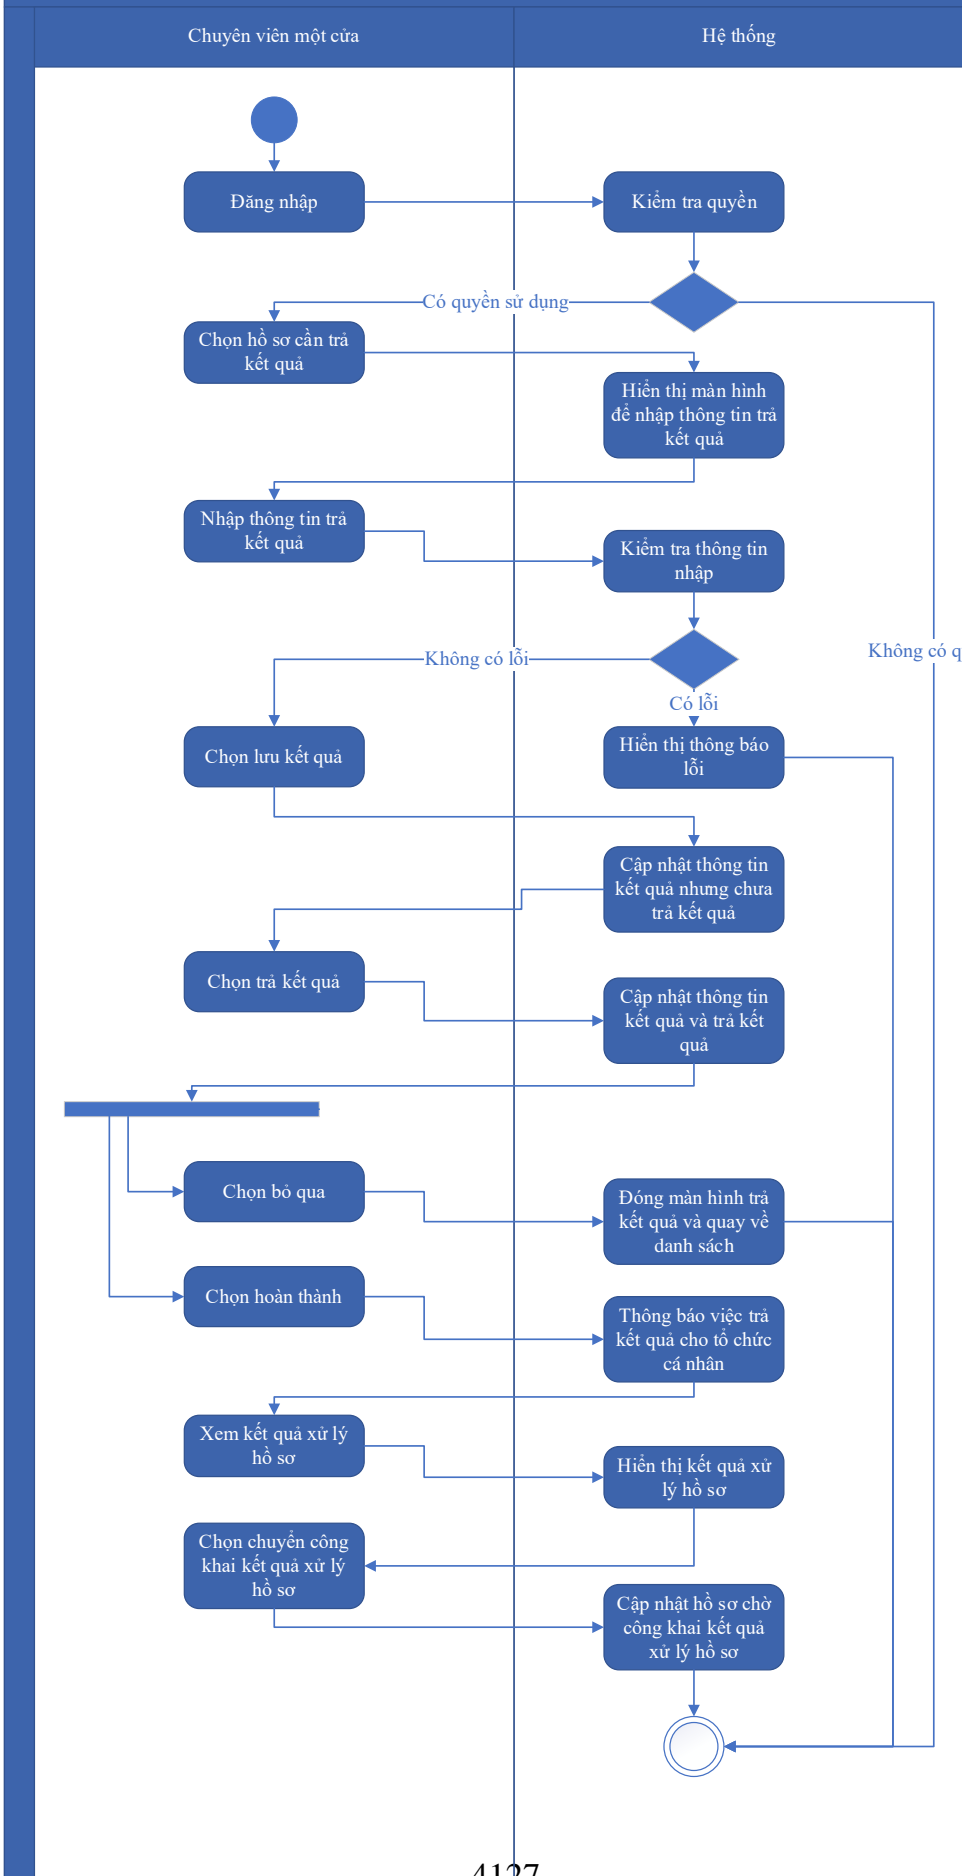 Chuyên viên một cửa
Hệ thống
Đăng nhập
Kiểm tra quyền
Có quyền sử dụng
Chọn hồ sơ cần trả
kết quả
Hiển thị màn hình
để nhập thông tin trả
kết quả
Nhập thông tin trả
kết quả
Kiểm tra thông tin
nhập
Không có q
Không có lỗi
Có lỗi
Chọn lưu kết quả
Hiển thị thông báo
lỗi
Cập nhật thông tin
kết quả nhưng chưa
trả kết quả
Chọn trả kết quả
Cập nhật thông tin
kết quả và trả kết
quả
Chọn bỏ qua
Đóng màn hình trả
kết quả và quay về
danh sách
Chọn hoàn thành
Thông báo việc trả
kết quả cho tổ chức
cá nhân
Xem kết quả xử lý
hồ sơ
Hiển thị kết quả xử
lý hồ sơ
Chọn chuyển công
khai kết quả xử lý
hồ sơ
Cập nhật hồ sơ chờ
công khai kết quả
xử lý hồ sơ
4127